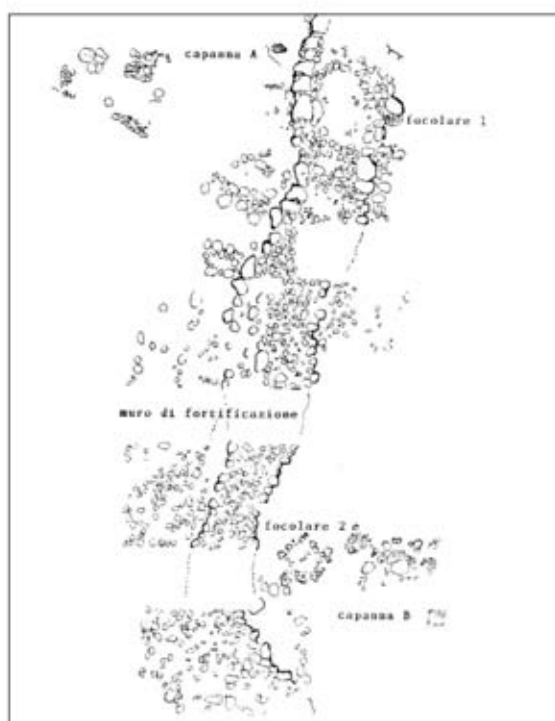 capanna A
focolare 1
muro di fortificazione
focolare 2 e
capanna B